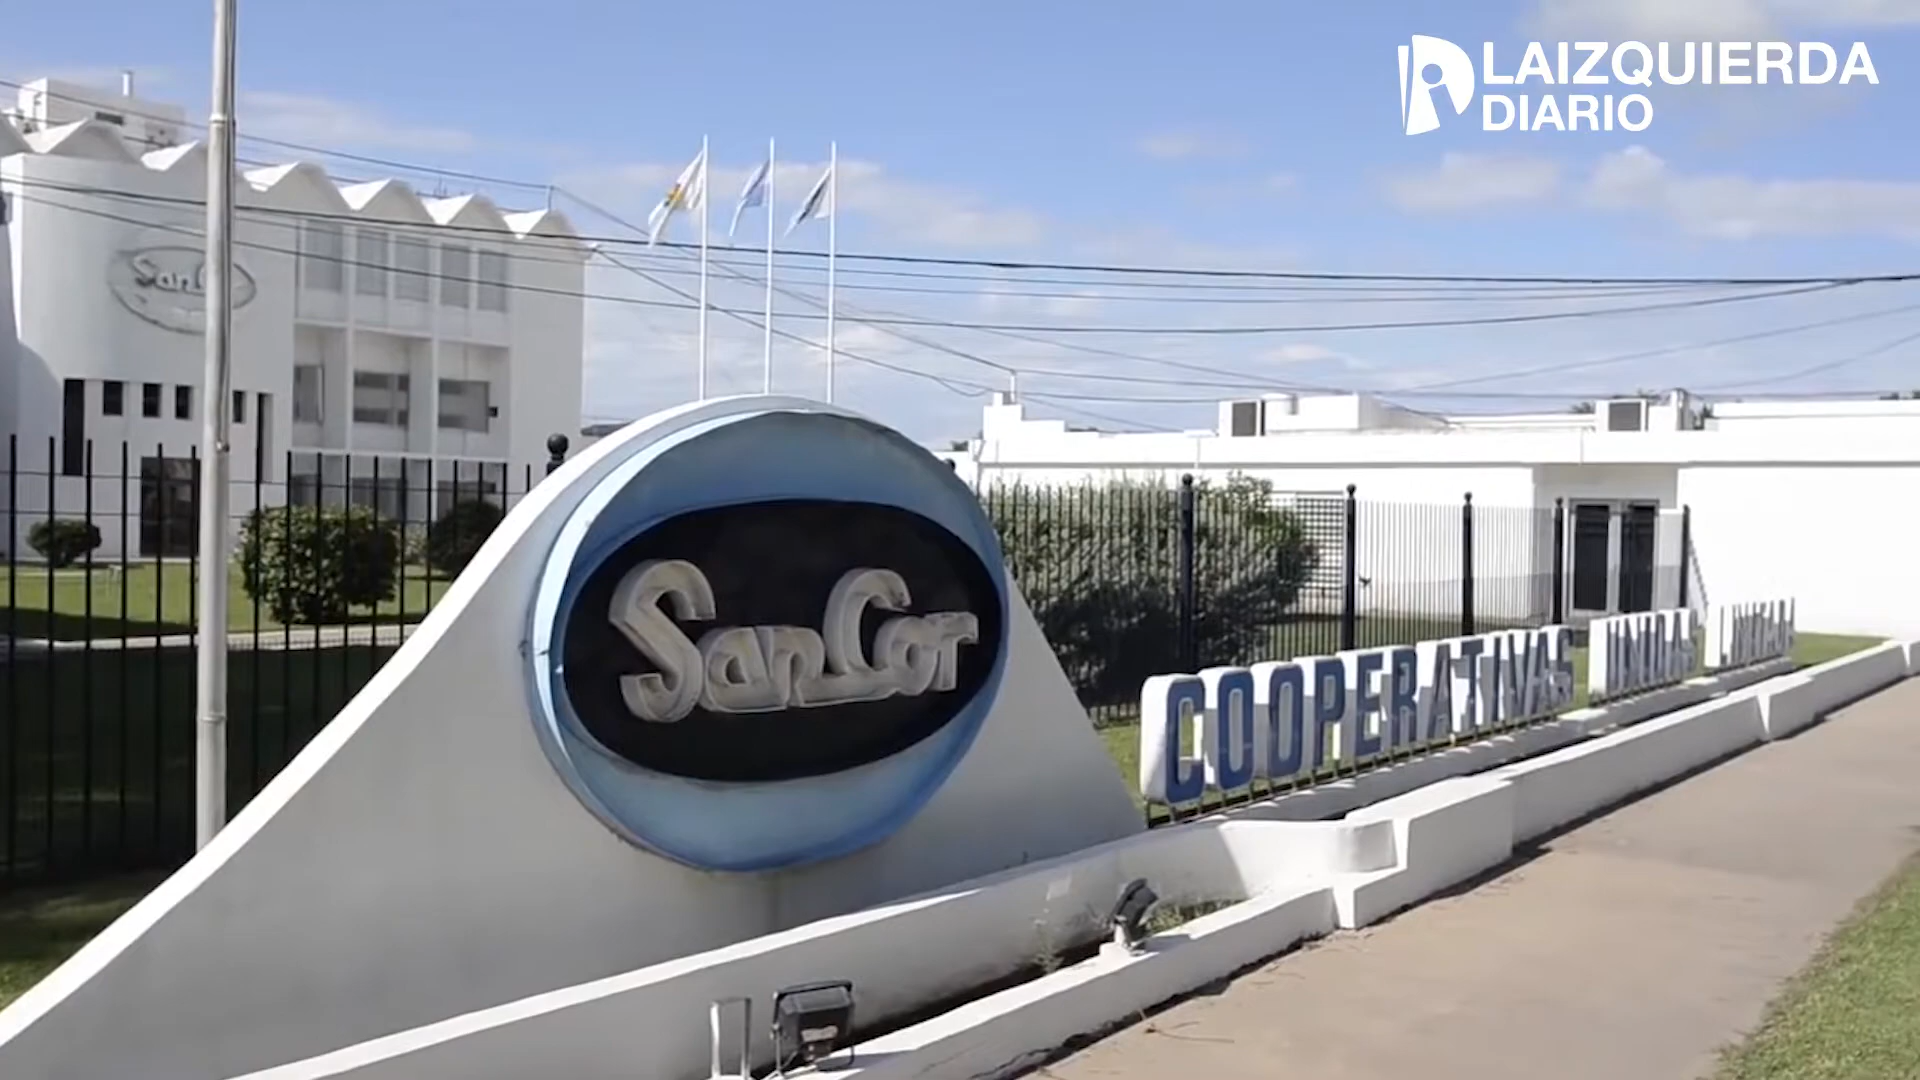 LAIZQUIERDA
DIARIO
SanCor
SanCor
COOPERATIVAS UNIDAS LIMITADA